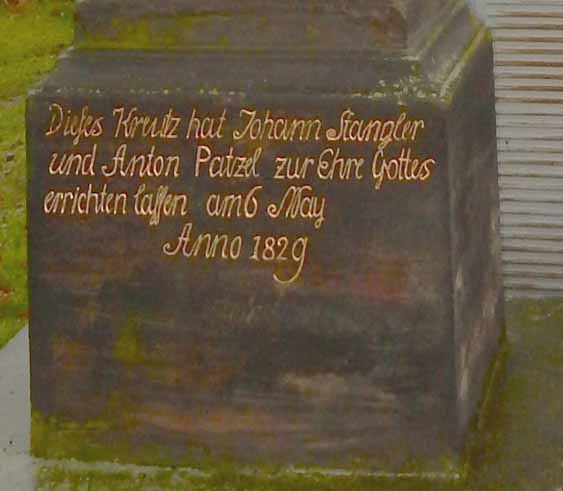 Dieſes Kreutz hat Johann Stangler
und Anton Patzel zur Ehre Gottes
errichten laſſen am 6 May
Anno 1829